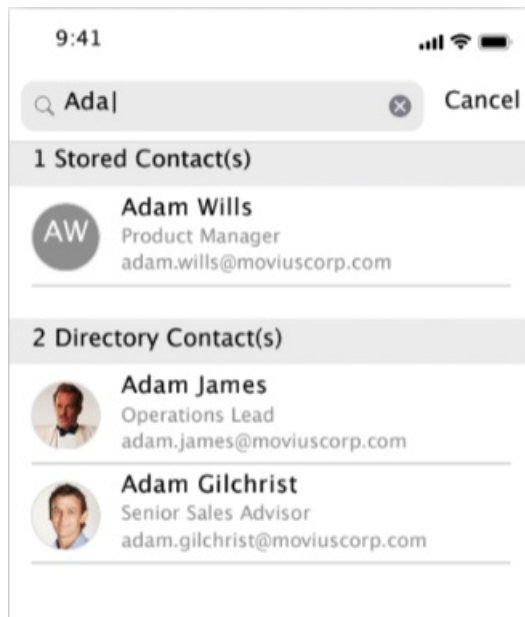 9:41
Ada
Cancel
1 Stored Contact(s)
AW
Adam Wills
Product Manager
adam.wills@moviuscorp.com
2 Directory Contact(s)
Adam James
Operations Lead
adam.james@moviuscorp.com
Adam Gilchrist
Senior Sales Advisor
adam.gilchrist@moviuscorp.com